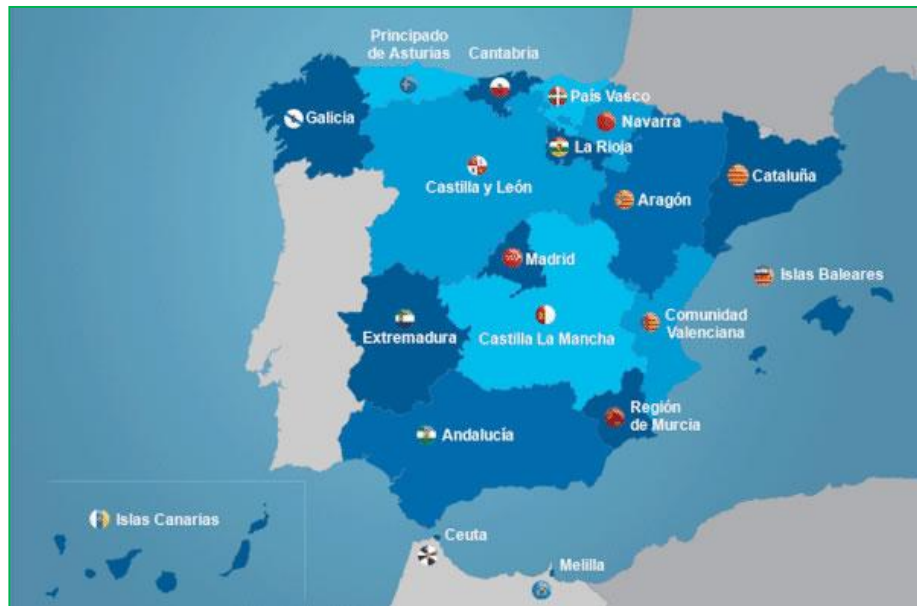 Principado
de Asturias
Cantabria
País Vasco
Galicia
Navarra
La Rioja
Castilla y León
Cataluña
Aragón
Madrid
Islas Baleares
Extremadura
Castilla La Mancha
Comunidad
Valenciana
Región
de Murcia
Andalucía
Islas Canarias
Ceuta
Melilla